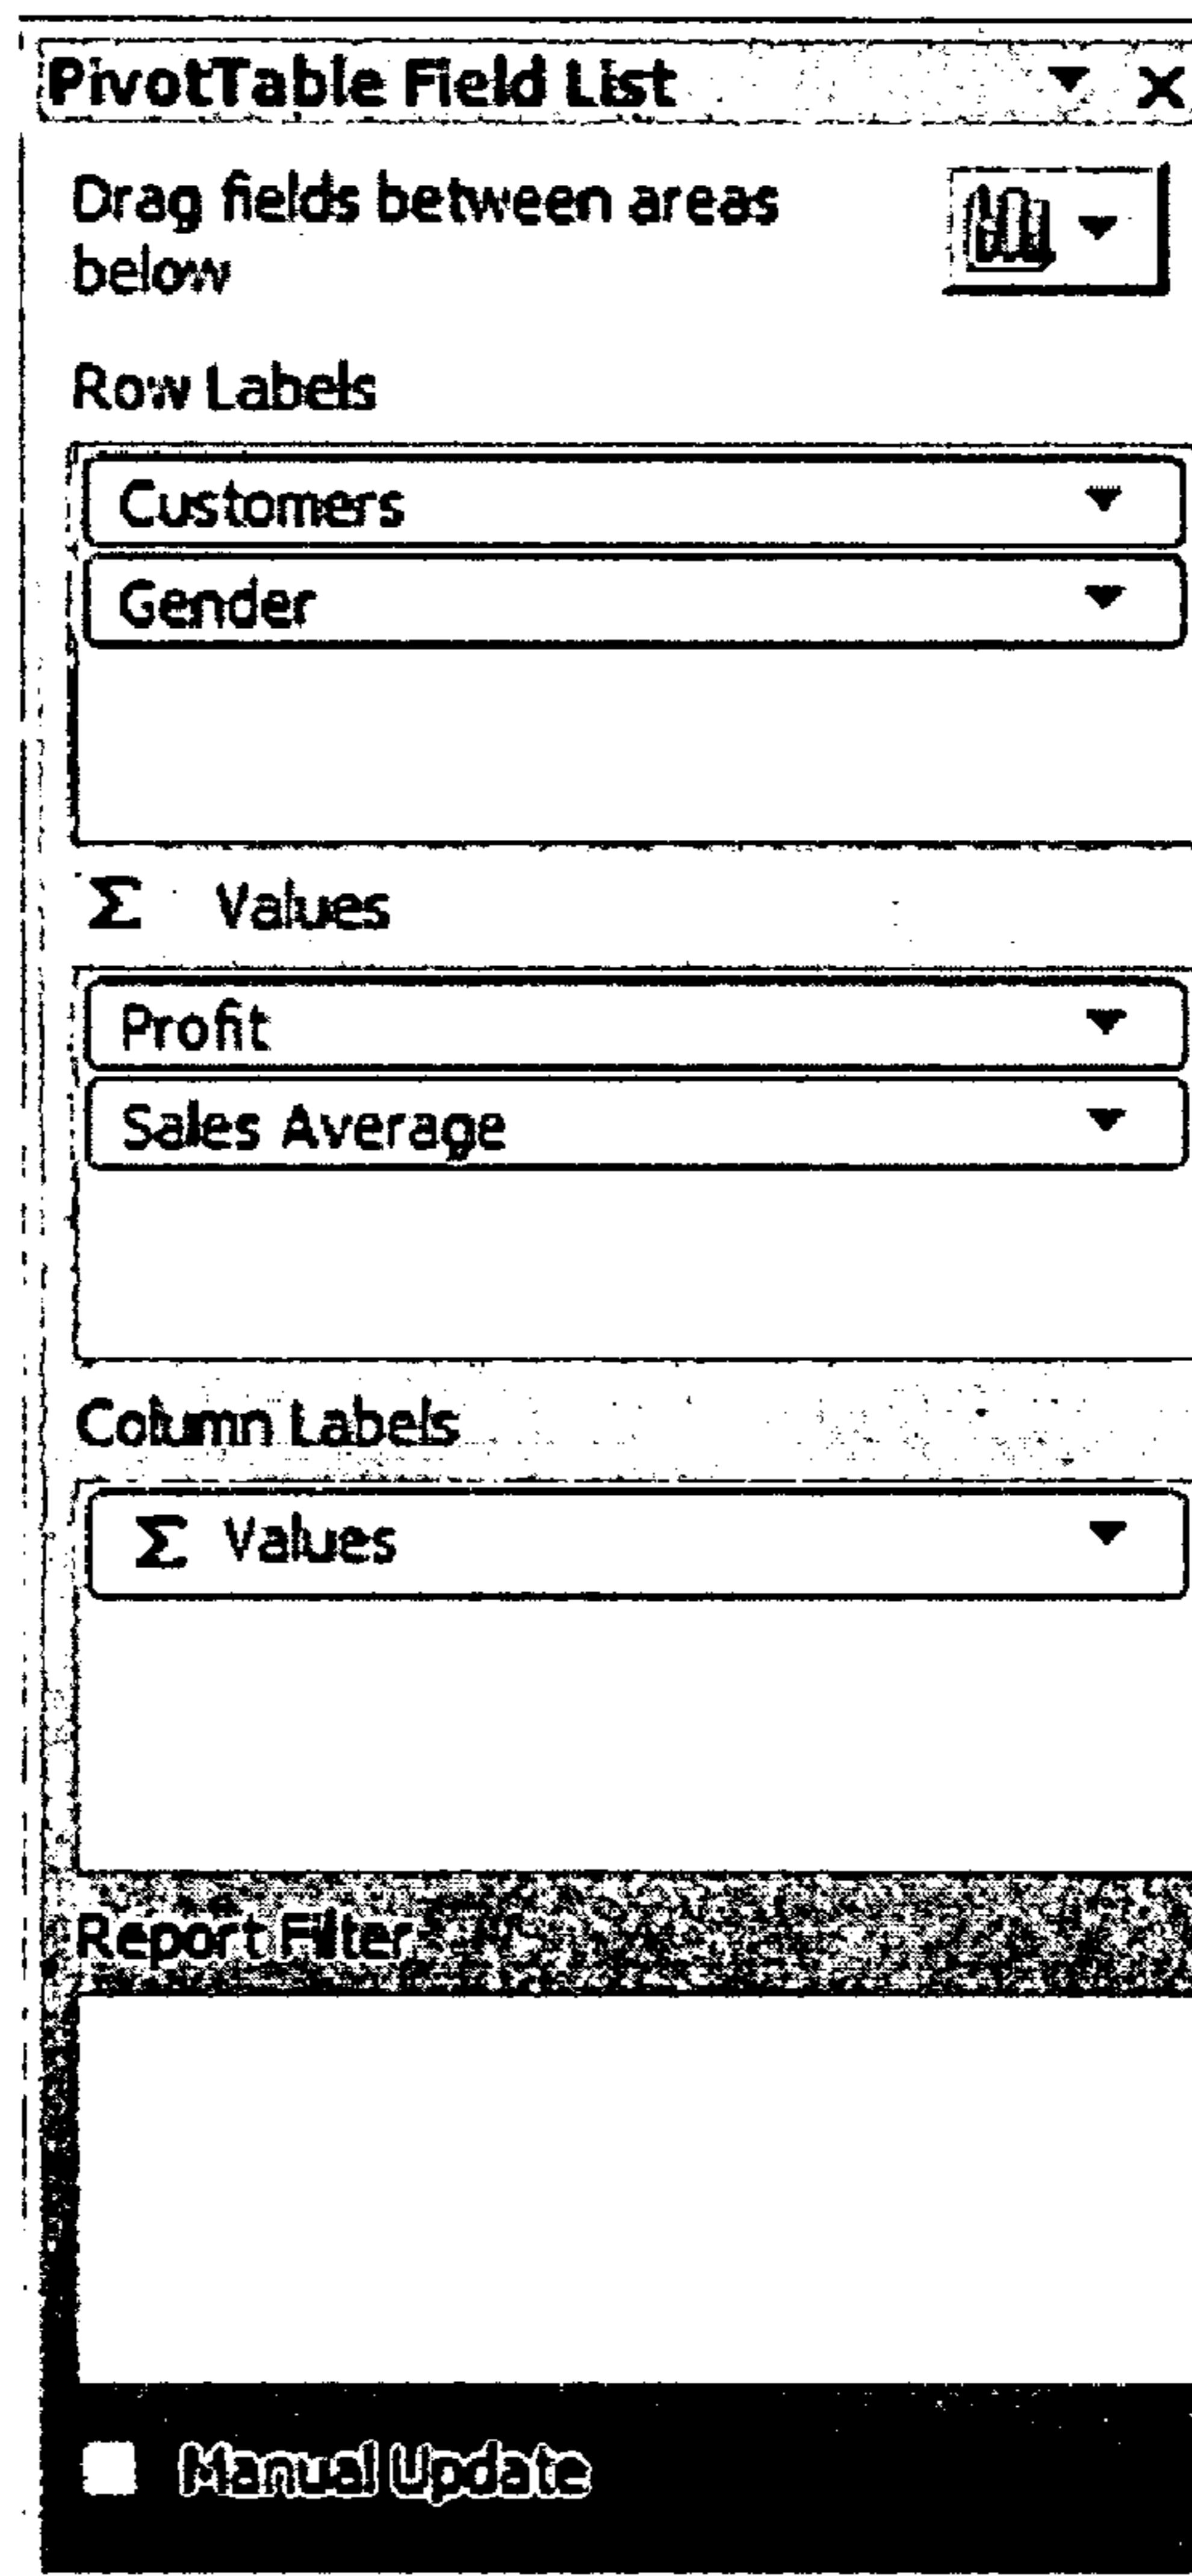 PivotTable Field List
Drag fields between areas
below
Row Labels
Customers
Gender
Σ Values
Profit
Sales Average
Column Labels
Σ Values
Report Filter
Manual Update